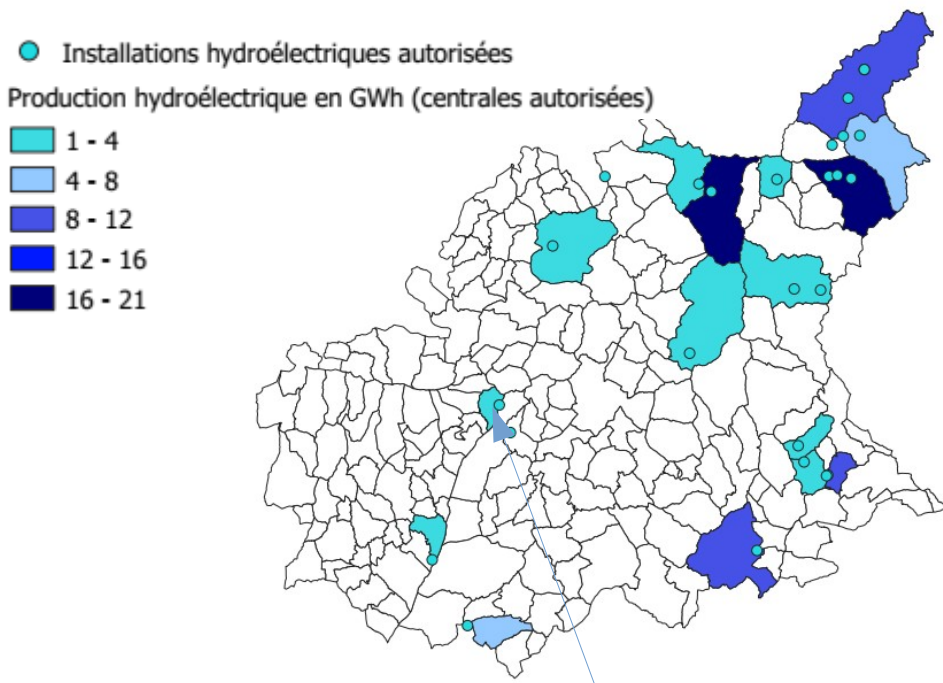 Installations hydroélectriques autorisées
Production hydroélectrique en GWh (centrales autorisées)
1 - 4
4 - 8
8 - 12
12 - 16
16 - 21